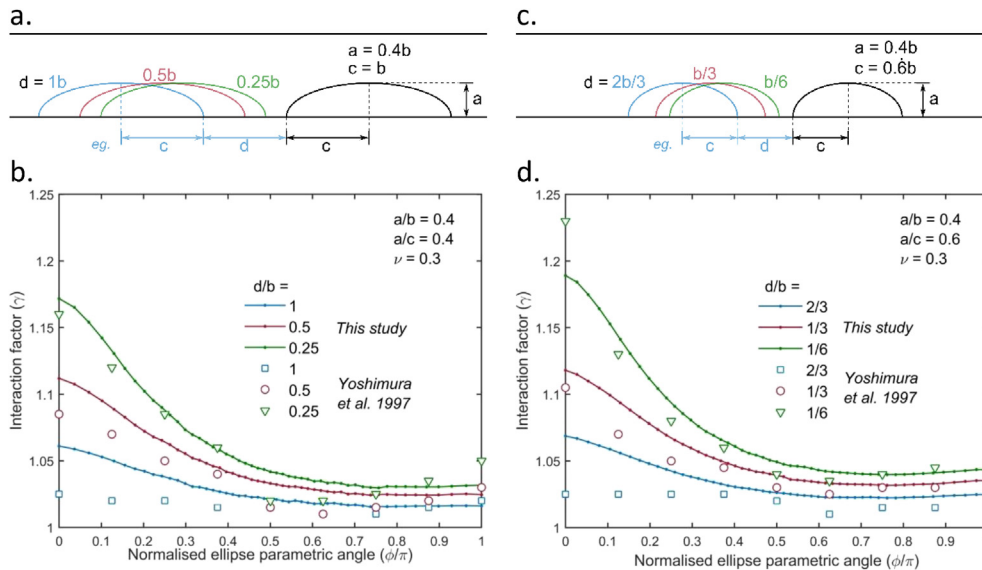 a.
a = 0.4b
c = b
d = 1b
0.5b
0.25b
a
eg.
c
d
c
b.
Interaction factor (γ)
1.25
1.2
1.15
1.1
1.05
1
a/b = 0.4
a/c = 0.4
ν = 0.3
d/b =
1
0.5 This study
0.25
1
0.5 Yoshimura
0.25 et al. 1997
0 0.1 0.2 0.3 0.4 0.5 0.6 0.7 0.8 0.9 1
Normalised ellipse parametric angle (ϕ/π)
c.
a = 0.4b
c = 0.6̇b
d = 2b/3
b/3
b/6
a
eg.
c
d
c
d.
Interaction factor (γ)
1.25
1.2
1.15
1.1
1.05
1
a/b = 0.4
a/c = 0.6
ν = 0.3
d/b =
2/3
1/3 This study
1/6
2/3
1/3 Yoshimura
1/6 et al. 1997
0 0.1 0.2 0.3 0.4 0.5 0.6 0.7 0.8 0.9
Normalised ellipse parametric angle (ϕ/π)